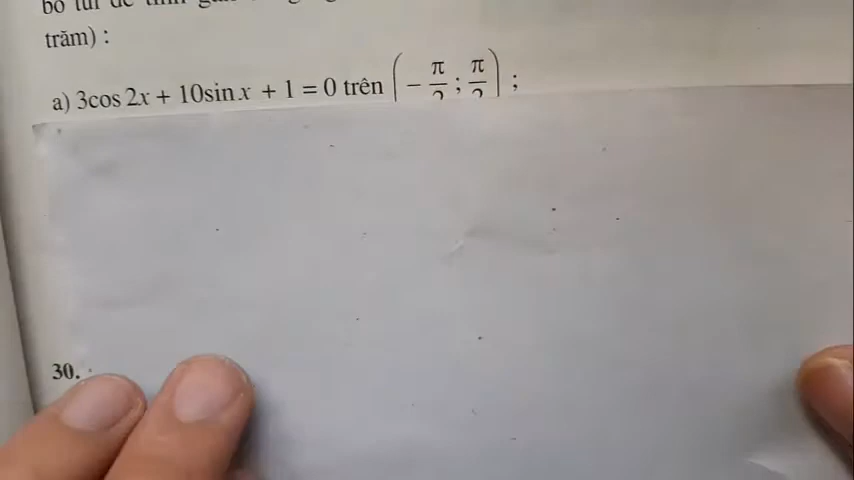 trăm) :
a) 3cos 2x + 10sin x + 1 = 0 trên (− π/2 ; π/2) ;
30.